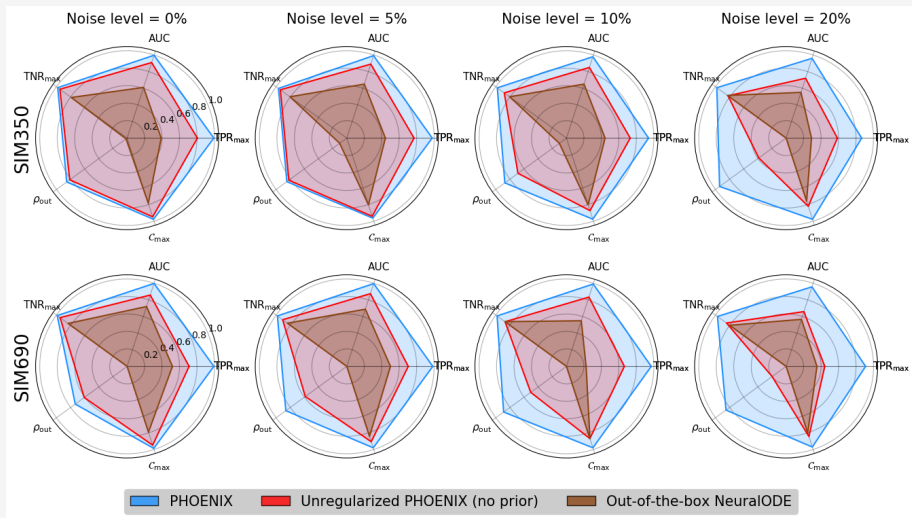 Noise level = 0% Noise level = 5% Noise level = 10% Noise level = 20%
SIM350
AUC
TNRmax
0.2 0.4 0.6 0.8 1.0
TPRmax
ρout
Cmax
AUC
TNRmax
TPRmax
ρout
Cmax
AUC
TNRmax
TPRmax
ρout
Cmax
AUC
TNRmax
TPRmax
ρout
Cmax
SIM690
AUC
TNRmax
0.2 0.4 0.6 0.8 1.0
TPRmax
ρout
Cmax
AUC
TNRmax
TPRmax
ρout
Cmax
AUC
TNRmax
TPRmax
ρout
Cmax
AUC
TNRmax
TPRmax
ρout
Cmax
PHOENIX Unregularized PHOENIX (no prior) Out-of-the-box NeuralODE